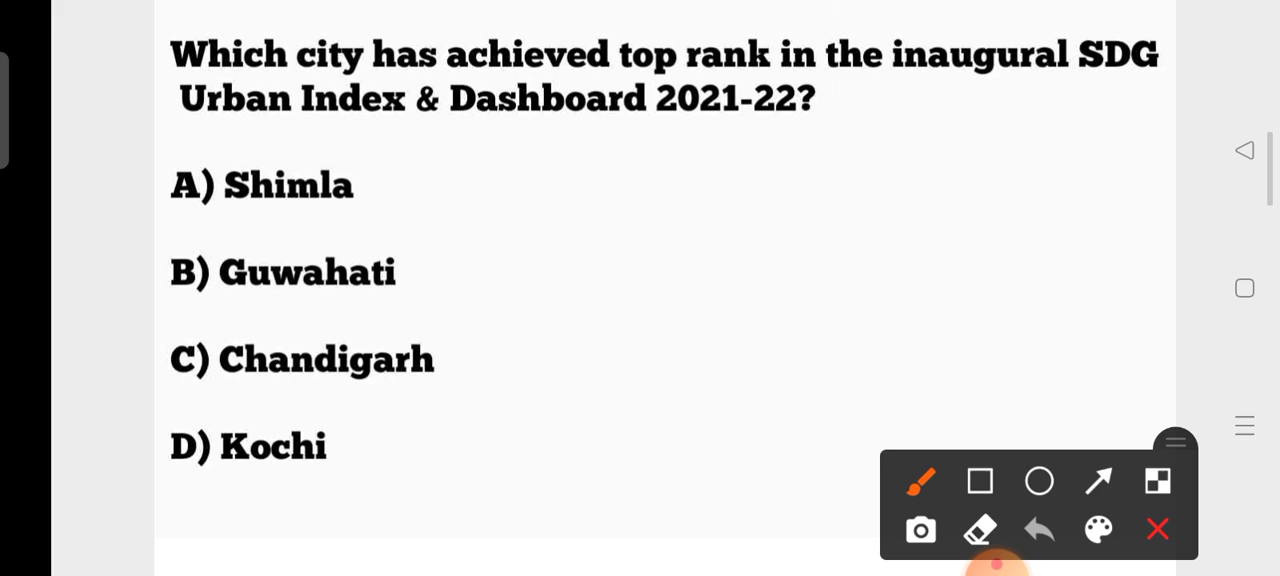 Which city has achieved top rank in the inaugural SDG
Urban Index & Dashboard 2021-22?
A) Shimla
B) Guwahati
C) Chandigarh
D) Kochi